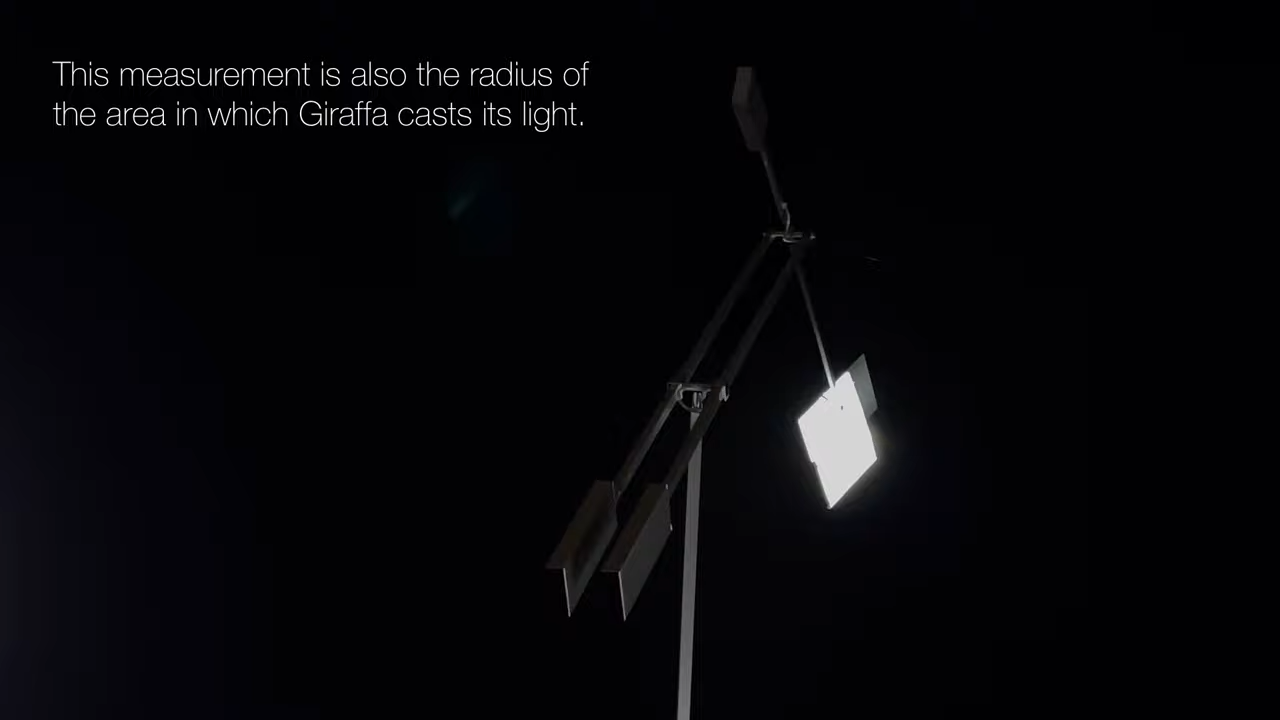 This measurement is also the radius of
the area in which Giraffa casts its light.